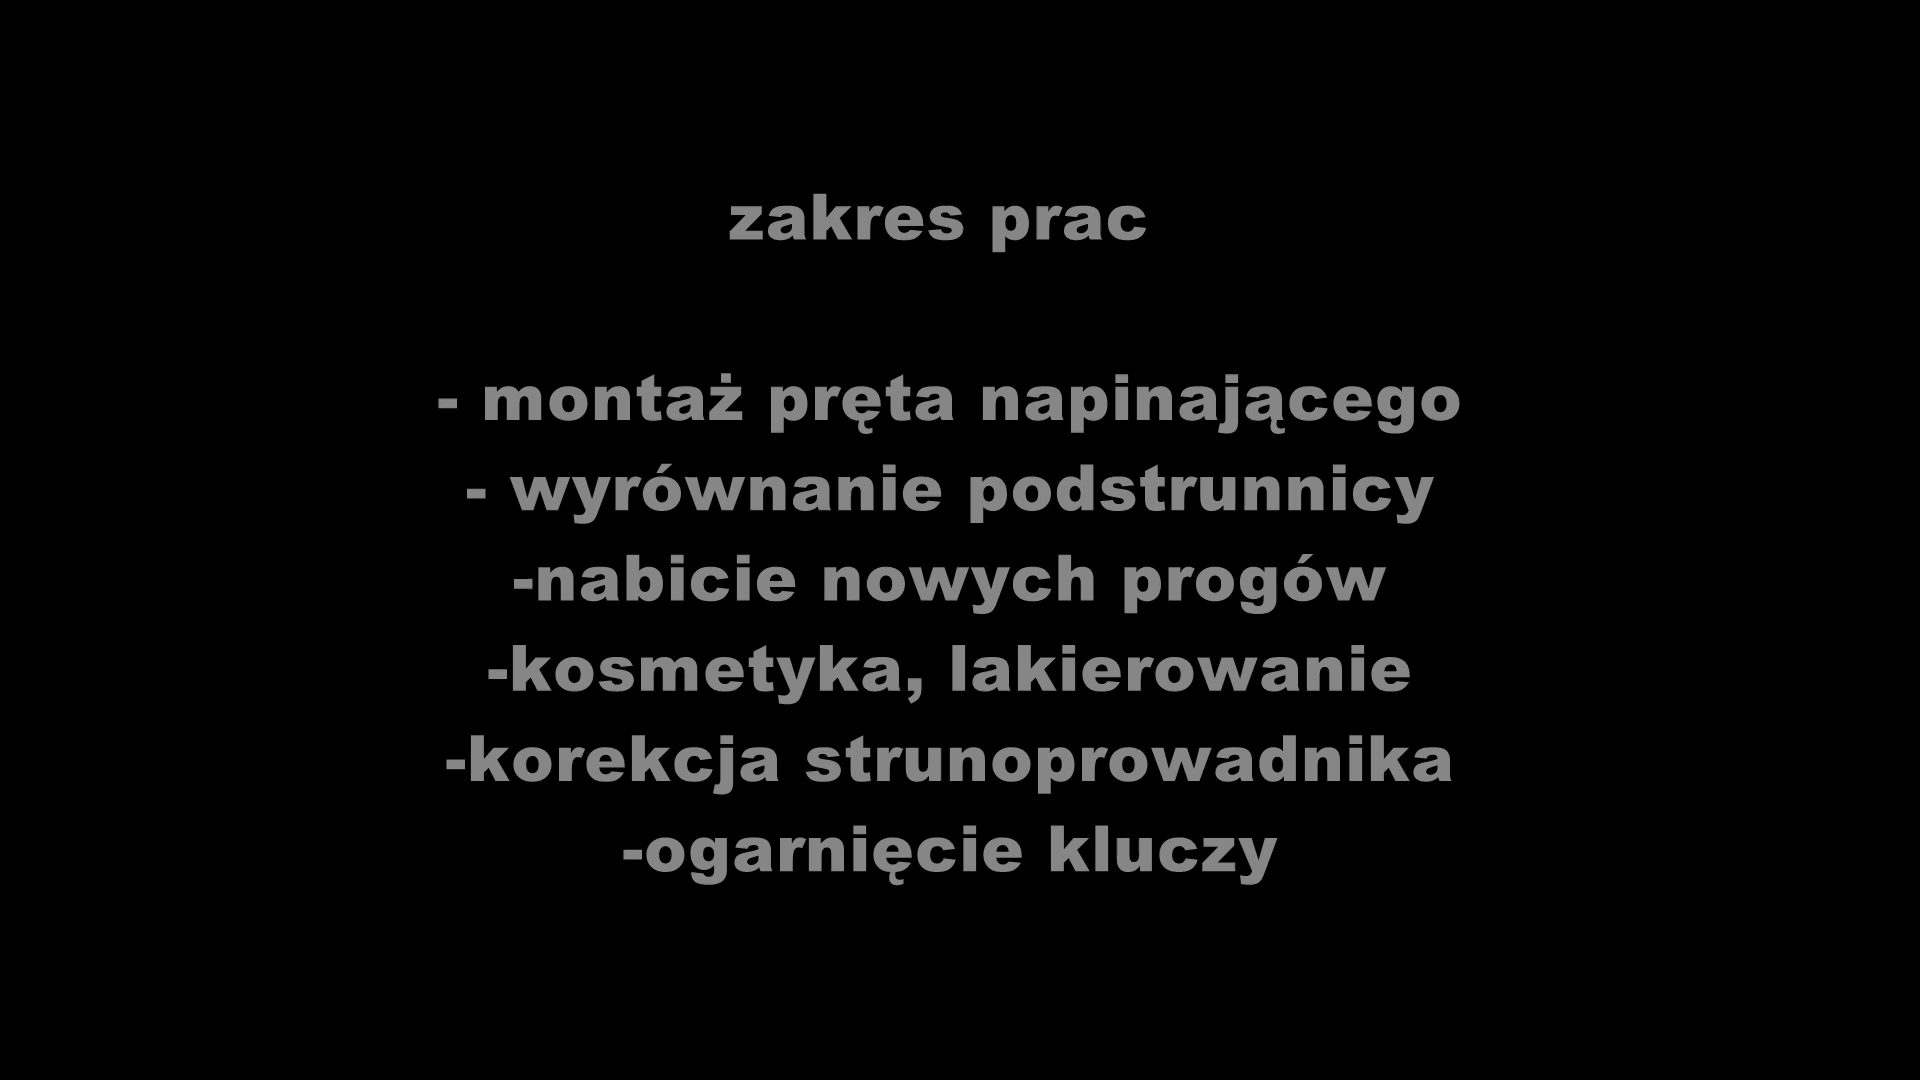 zakres prac
- montaż pręta napinającego
- wyrównanie podstrunnicy
-nabicie nowych progów
-kosmetyka, lakierowanie
-korekcja strunoprowadnika
-ogarnięcie kluczy